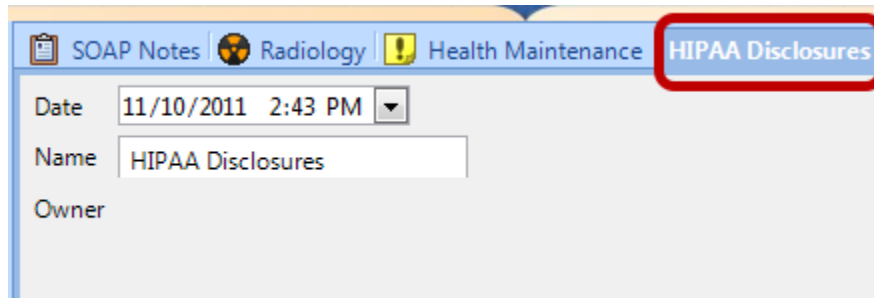 SOAP Notes Radiology Health Maintenance HIPAA Disclosures
Date 11/10/2011 2:43 PM
Name HIPAA Disclosures
Owner